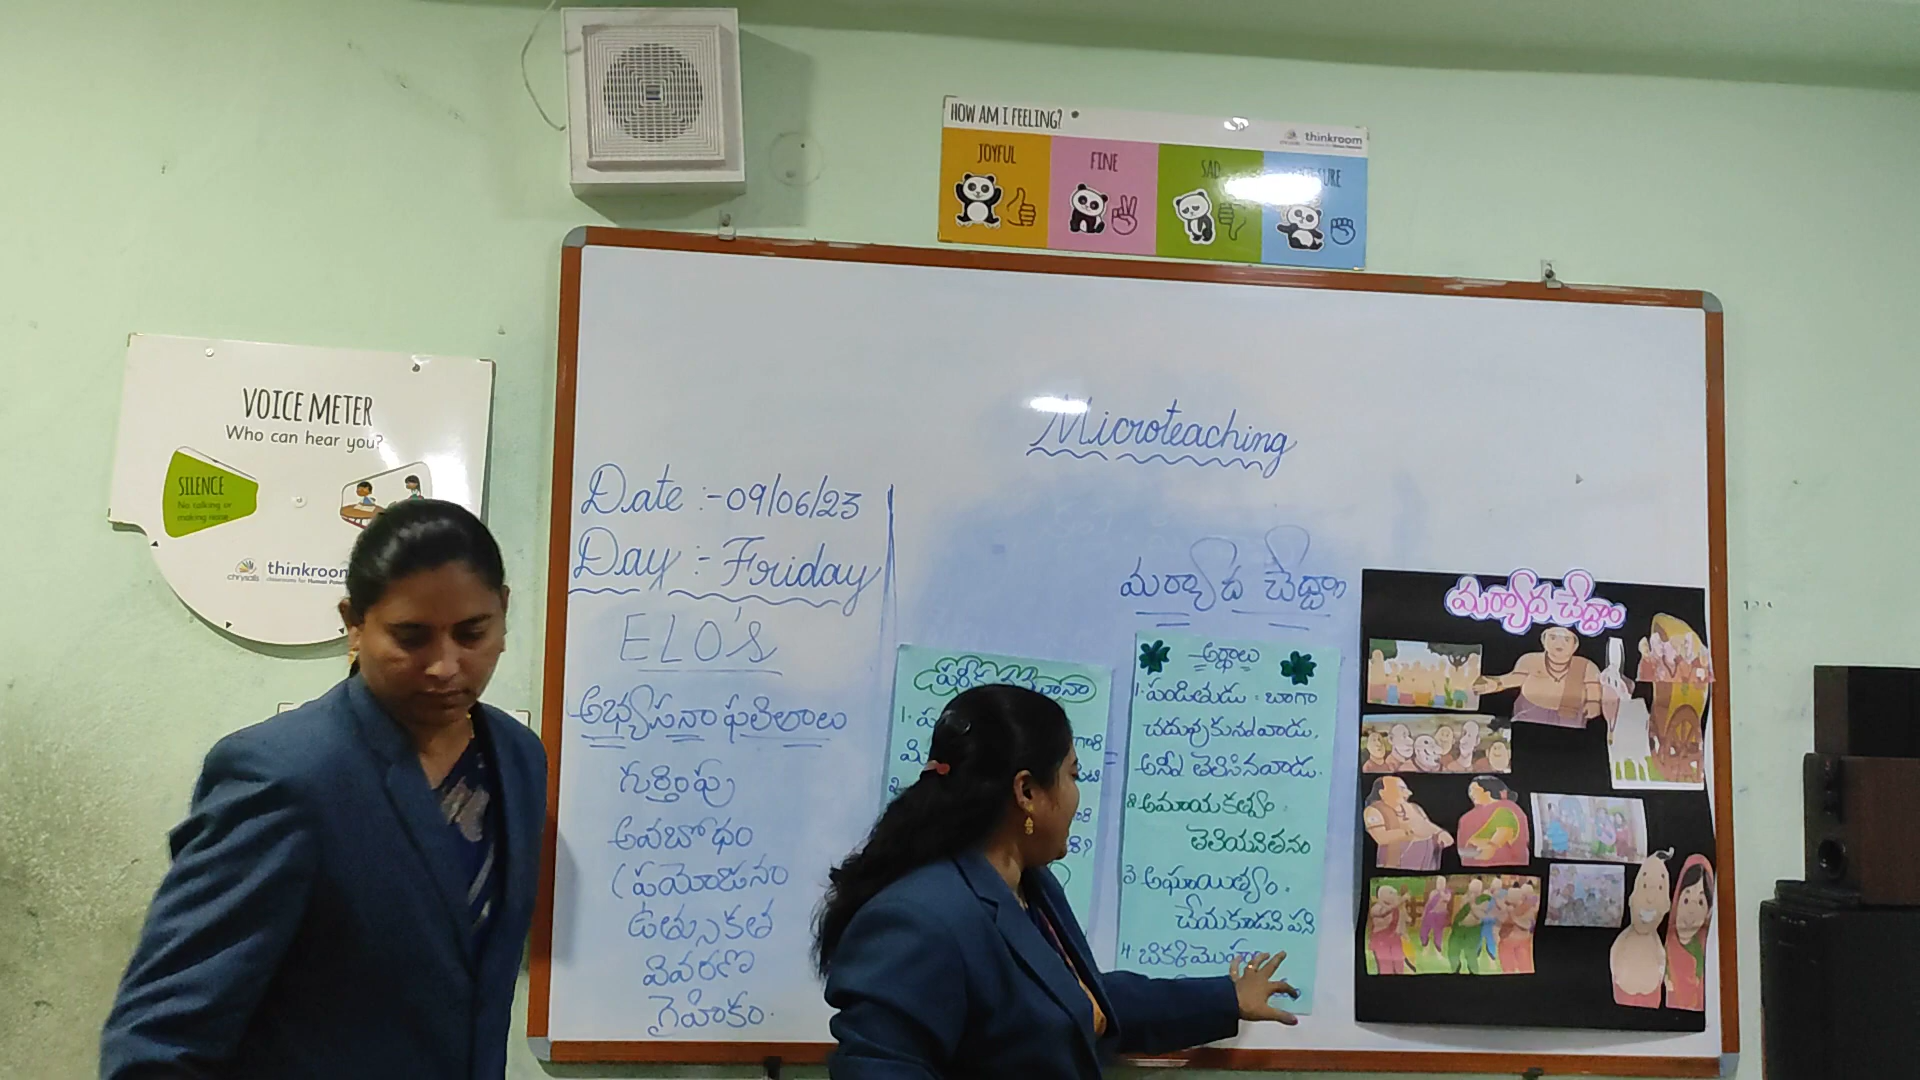 HOW AM I FEELING?
thinkroom
JOYFUL
FINE
SAD
VOICE METER
Who can hear you?
SILENCE
No talking or
making noise
chrysalis
Microteaching
Date :-09/06/23
Day :- Friday
ELO's
అభ్యసనా ఫలితాలు
గుర్తింపు
అవబోధం
ప్రయోజనం
ఉత్సుకత
వివరణ
గైహికం.
మర్యాద చేద్దాం
అర్థాలు
1. పండితుడు : బాగా
చదువుకున్నవాడు,
అన్నీ తెలిసినవాడు.
2. అమాయకత్వం :
తెలియనితనం
3 అఘాయిత్యం .
చేయకూడని పని
4.
మర్యాద చేద్దాం